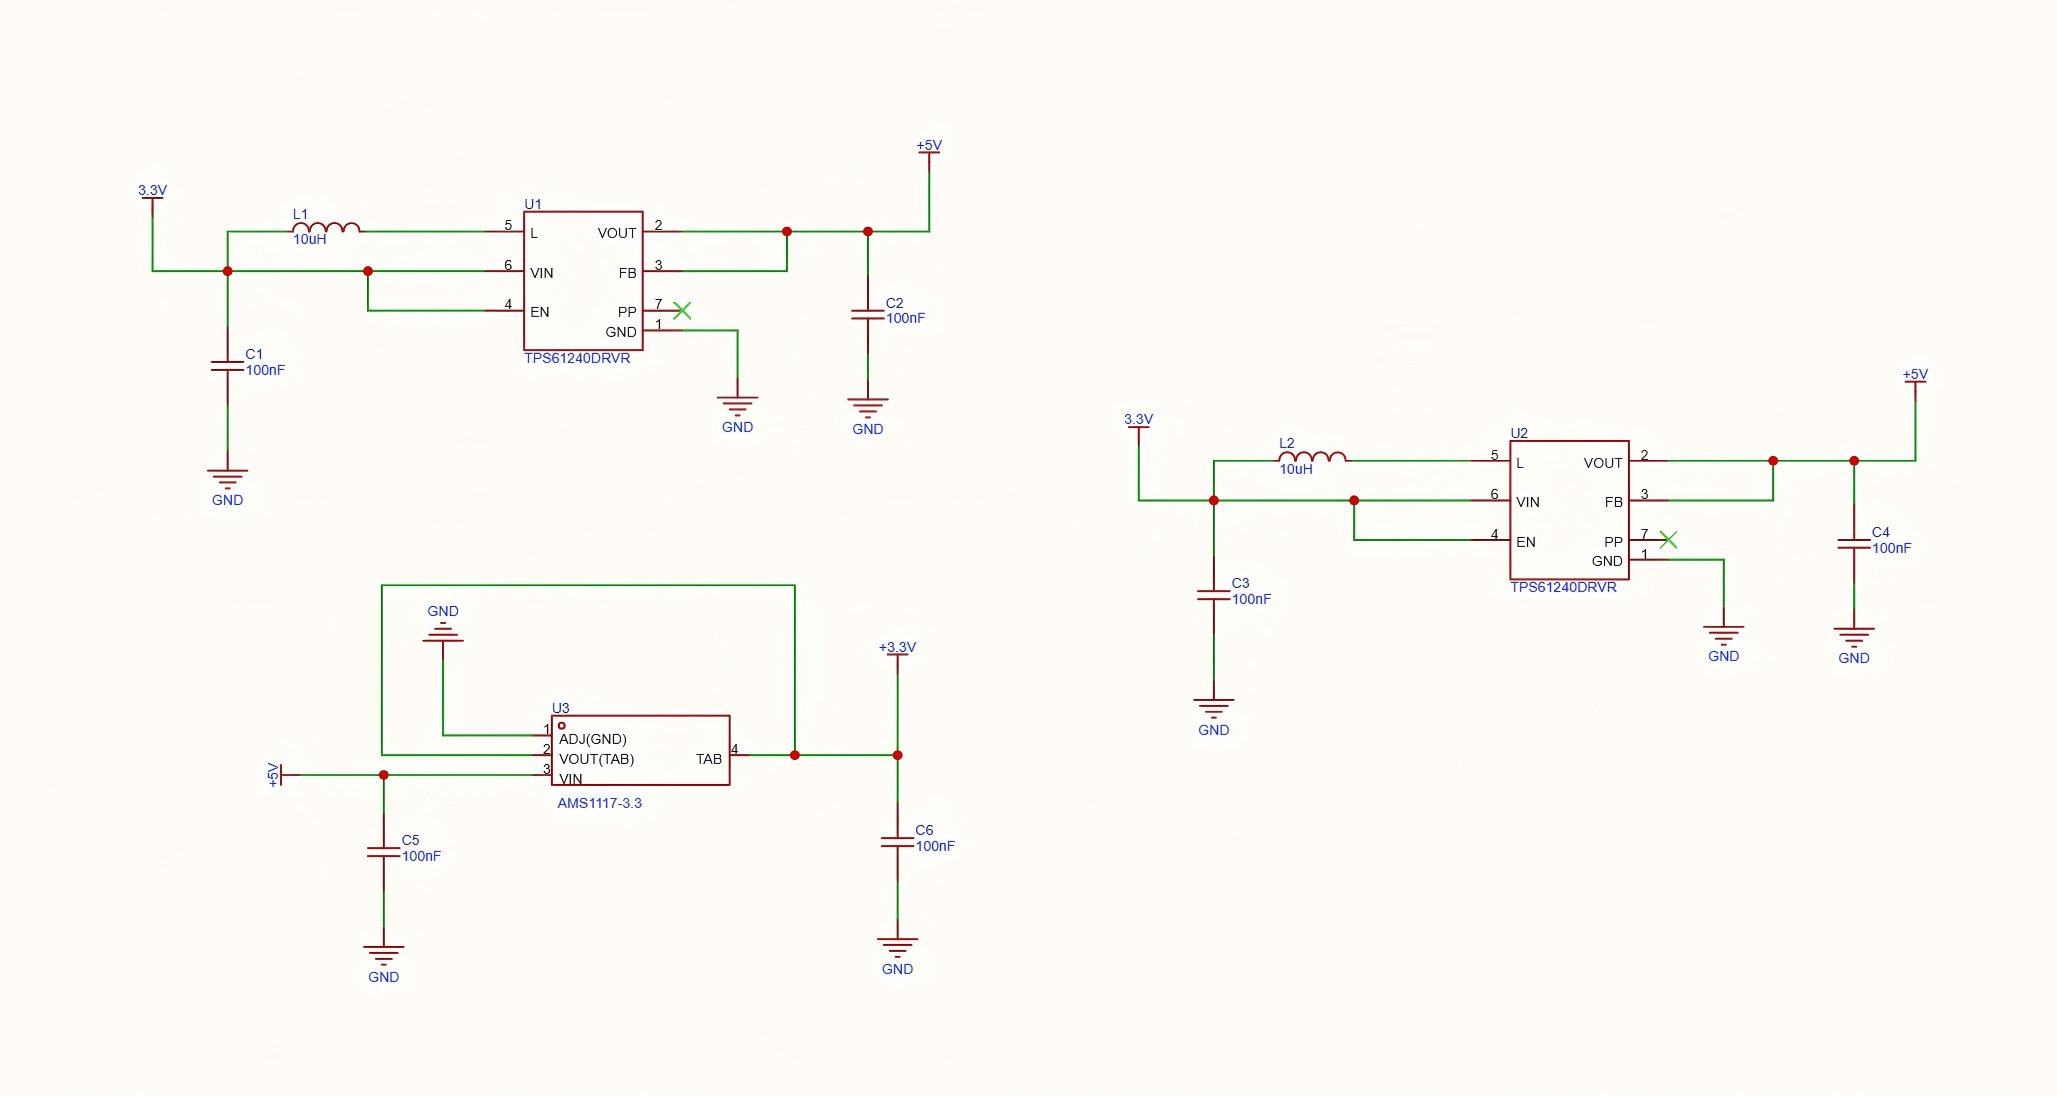 +5V
3.3V
L1
10uH
U1
5
L
VOUT
2
6
VIN
FB
3
4
EN
PP
7
GND
1
TPS61240DRVR
C2
100nF
C1
100nF
GND
GND
GND
+5V
3.3V
L2
10uH
U2
5
L
VOUT
2
6
VIN
FB
3
4
EN
PP
7
GND
1
TPS61240DRVR
C4
100nF
C3
100nF
GND
GND
GND
GND
+3.3V
U3
1
ADJ(GND)
2
VOUT(TAB)
TAB
4
3
VIN
+5V
AMS1117-3.3
C5
100nF
C6
100nF
GND
GND